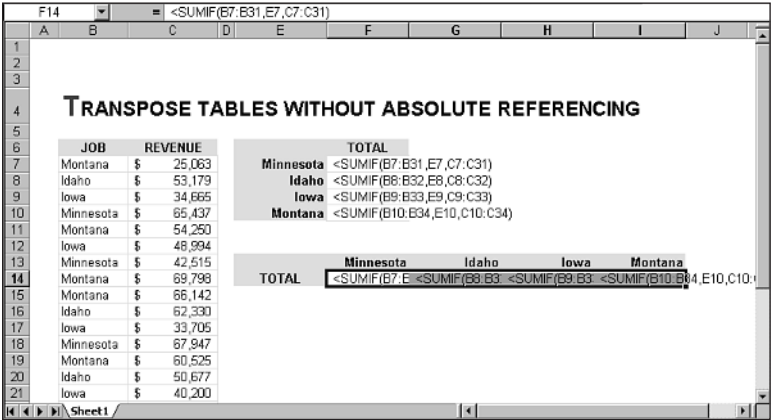 F14 = <SUMIF(B7:B31,E7,C7:C31)
A B C D E F G H I J
1
2
3
4 TRANSPOSE TABLES WITHOUT ABSOLUTE REFERENCING
5
6 JOB REVENUE TOTAL
7 Montana $ 25,063 Minnesota <SUMIF(B7:B31,E7,C7:C31)
8 Idaho $ 53,179 Idaho <SUMIF(B8:B32,E8,C8:C32)
9 Iowa $ 34,665 Iowa <SUMIF(B9:B33,E9,C9:C33)
10 Minnesota $ 65,437 Montana <SUMIF(B10:B34,E10,C10:C34)
11 Montana $ 54,250
12 Iowa $ 48,994
13 Minnesota $ 42,515 Minnesota Idaho Iowa Montana
14 Montana $ 69,798 TOTAL <SUMIF(B7:E <SUMIF(B8:B3: <SUMIF(B9:B3: <SUMIF(B10:B34,E10,C10:
15 Montana $ 66,142
16 Idaho $ 62,330
17 Iowa $ 33,705
18 Minnesota $ 67,947
19 Montana $ 60,525
20 Idaho $ 50,677
21 Iowa $ 40,200
Sheet1